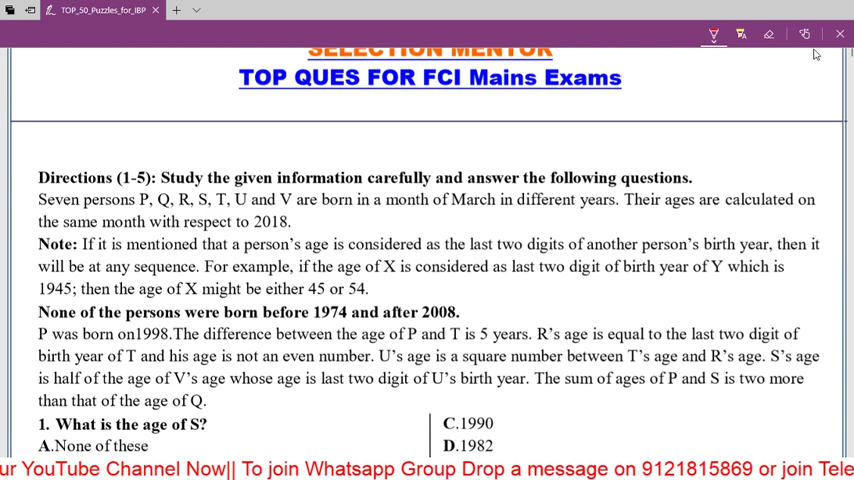 TOP_50_Puzzles_for_IBP
SELECTION MENTOR
TOP QUES FOR FCI Mains Exams
Directions (1-5): Study the given information carefully and answer the following questions.
Seven persons P, Q, R, S, T, U and V are born in a month of March in different years. Their ages are calculated on
the same month with respect to 2018.
Note: If it is mentioned that a person's age is considered as the last two digits of another person's birth year, then it
will be at any sequence. For example, if the age of X is considered as last two digit of birth year of Y which is
1945; then the age of X might be either 45 or 54.
None of the persons were born before 1974 and after 2008.
P was born on1998.The difference between the age of P and T is 5 years. R's age is equal to the last two digit of
birth year of T and his age is not an even number. U's age is a square number between T's age and R's age. S's age
is half of the age of V's age whose age is last two digit of U's birth year. The sum of ages of P and S is two more
than that of the age of Q.
1. What is the age of S?
A.None of these
C.1990
D.1982
ur YouTube Channel Now|| To join Whatsapp Group Drop a message on 9121815869 or join Tele